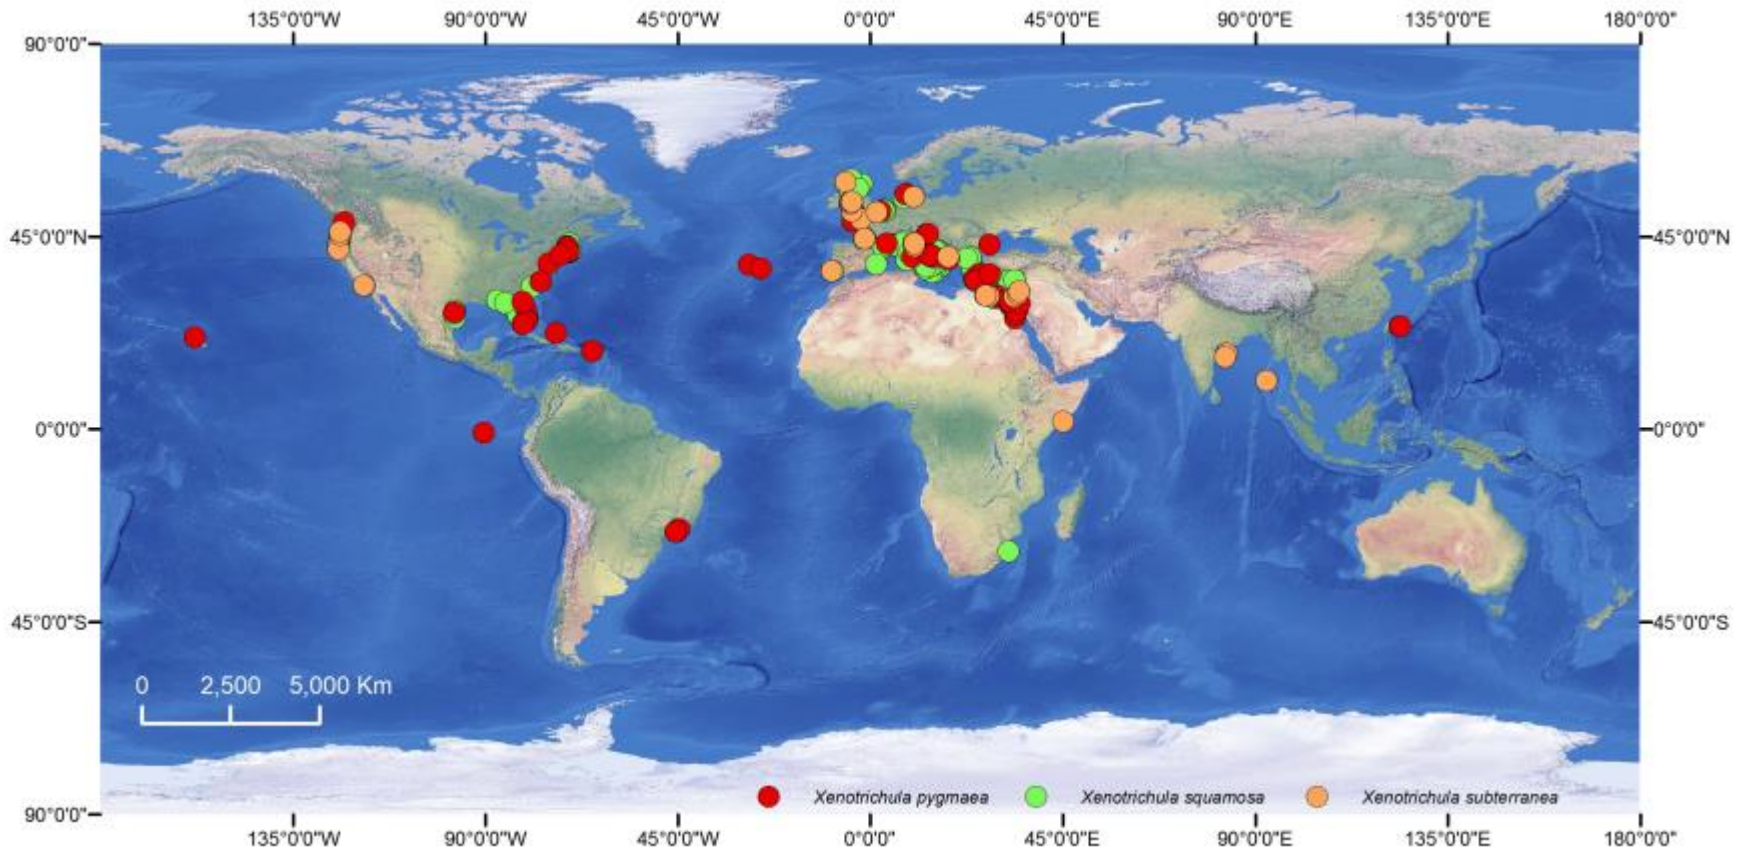 135°0'0"W 90°0'0"W 45°0'0"W 0°0'0" 45°0'0"E 90°0'0"E 135°0'0"E 180°0'0"
90°0'0"
45°0'0"N 45°0'0"N
0°0'0" 0°0'0"
45°0'0"S 45°0'0"S
0 2,500 5,000 Km
Xenotrichula pygmaea Xenotrichula squamosa Xenotrichula subterranea
90°0'0"
135°0'0"W 90°0'0"W 45°0'0"W 0°0'0" 45°0'0"E 90°0'0"E 135°0'0"E 180°0'0"